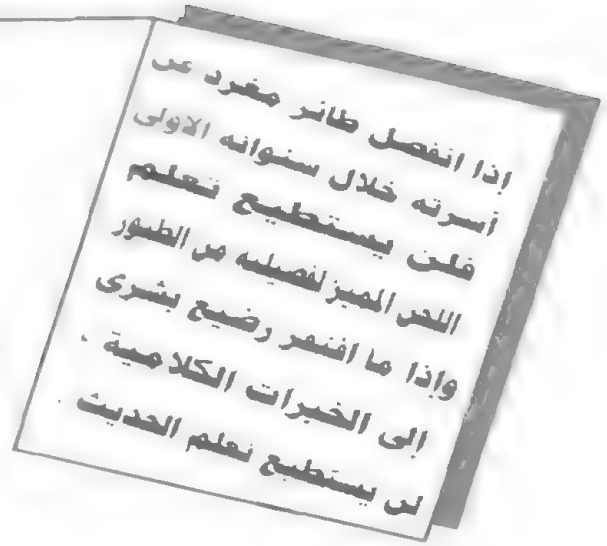 إذا انفصل طائر مغرد عن
أسرته خلال سنواته الاولى
فلن يستطيع تعلم
اللحن المميز لفصيلته من الطيور
وإذا ما افتقر رضيع بشرى
إلى الخبرات الكلامية .
لن يستطيع تعلم الحديث .